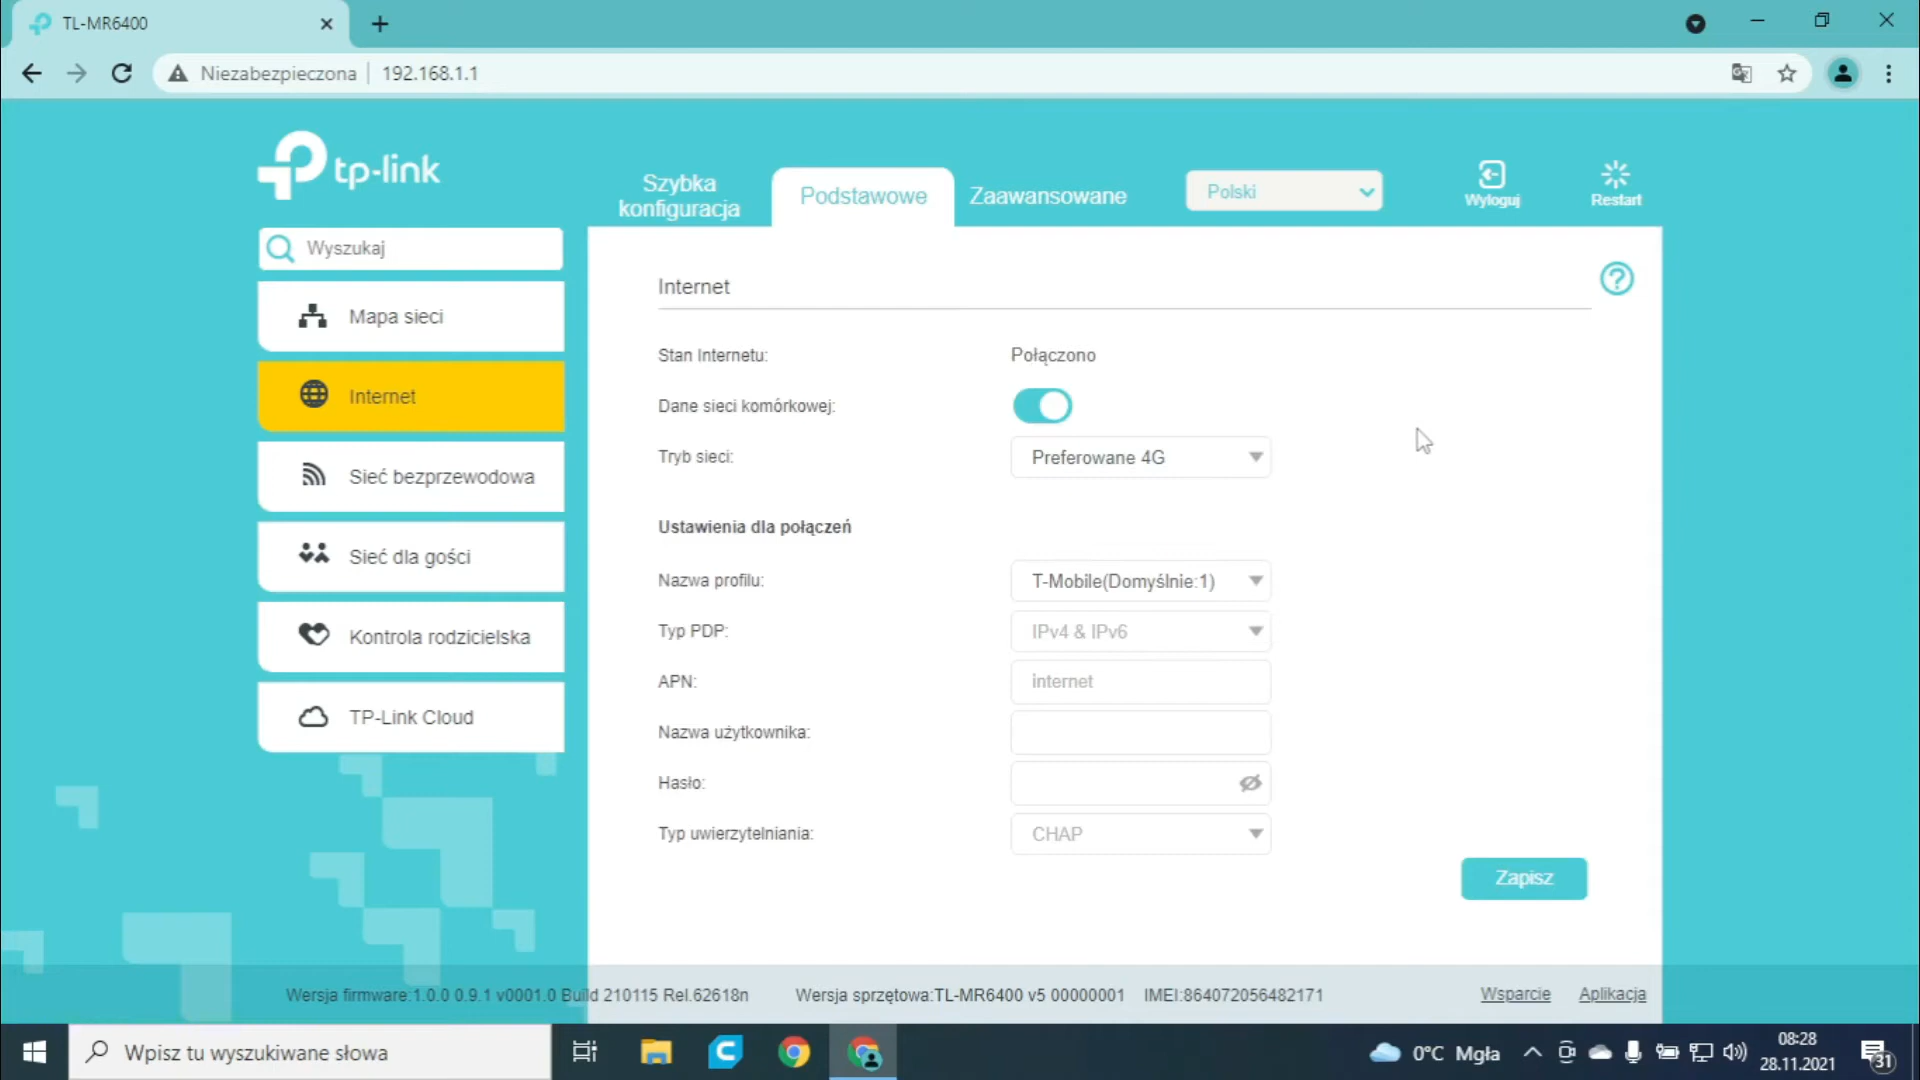 TL-MR6400
Niezabezpieczona 192.168.1.1
tp-link
Szybka
konfiguracja
Podstawowe
Zaawansowane
Polski
Wyloguj
Restart
Wyszukaj
Mapa sieci
Internet
Sieć bezprzewodowa
Sieć dla gości
Kontrola rodzicielska
TP-Link Cloud
Internet
Stan Internetu: Połączono
Dane sieci komórkowej:
Tryb sieci: Preferowane 4G
Ustawienia dla połączeń
Nazwa profilu: T-Mobile(Domyślnie:1)
Typ PDP: IPv4 & IPv6
APN: internet
Nazwa użytkownika:
Hasło:
Typ uwierzytelniania: CHAP
Zapisz
Wersja firmware:1.0.0 0.9.1 v0001.0 Build 210115 Rel.62618n Wersja sprzętowa:TL-MR6400 v5 00000001 IMEI:864072056482171 Wsparcie Aplikacja
Wpisz tu wyszukiwane słowa
0°C Mgła
08:28
28.11.2021
31